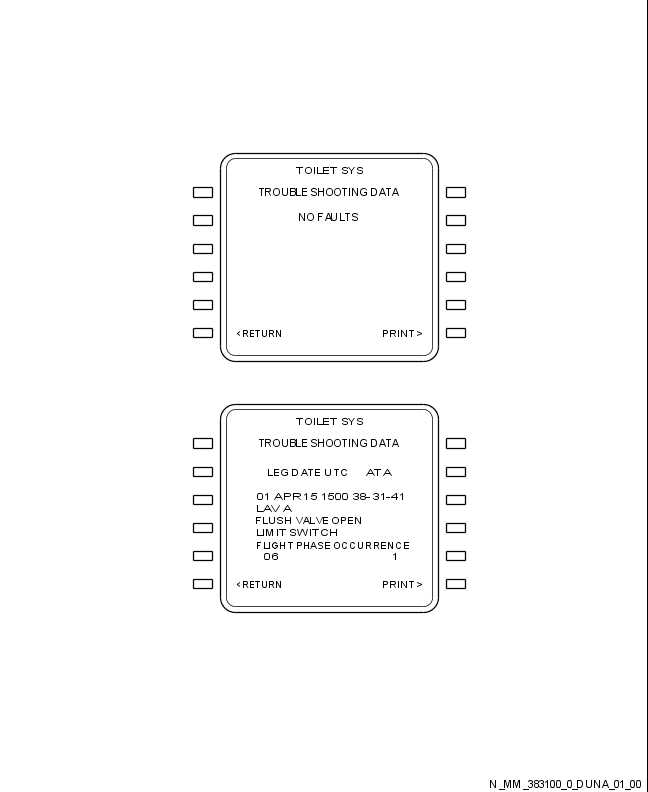 TOILET SYS
TROUBLE SHOOTING DATA
NO FAULTS
<RETURN PRINT>
TOILET SYS
TROUBLE SHOOTING DATA
LEG DATE UTC ATA
01 APR15 1500 38-31-41
LAV A
FLUSH VALVE OPEN
LIMIT SWITCH
FLIGHT PHASE OCCURRENCE
06 1
<RETURN PRINT>
N_MM_383100_0_DUNA_01_00